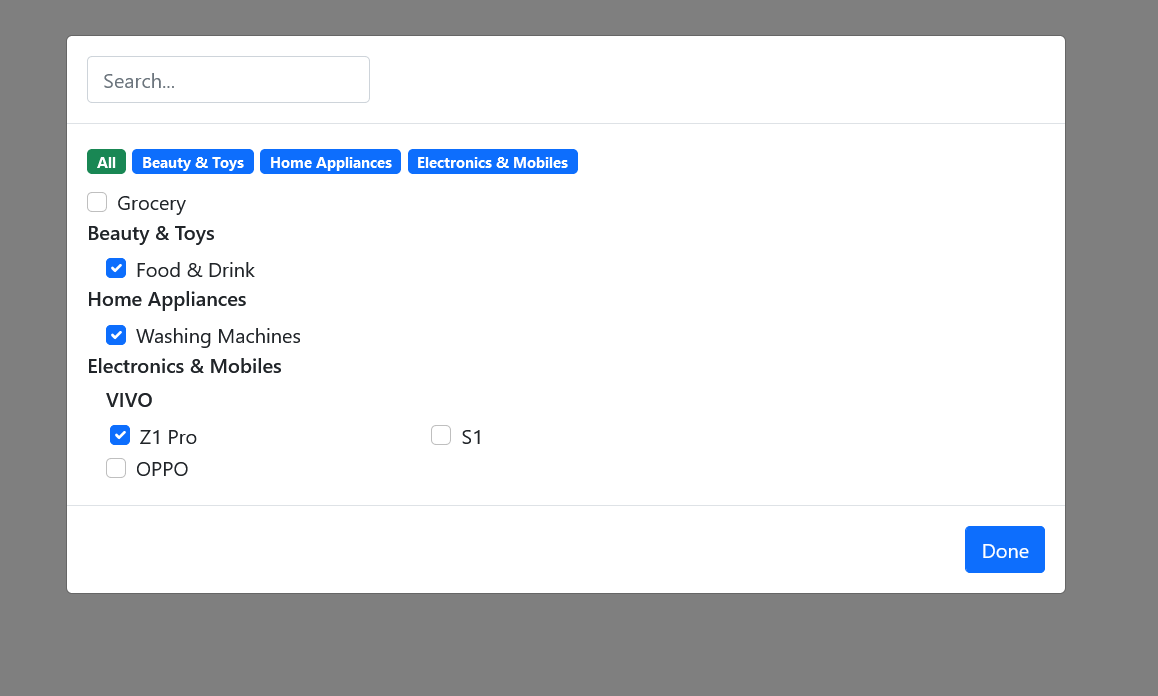 Search...
All Beauty & Toys Home Appliances Electronics & Mobiles
Grocery
Beauty & Toys
Food & Drink
Home Appliances
Washing Machines
Electronics & Mobiles
VIVO
Z1 Pro S1
OPPO
Done